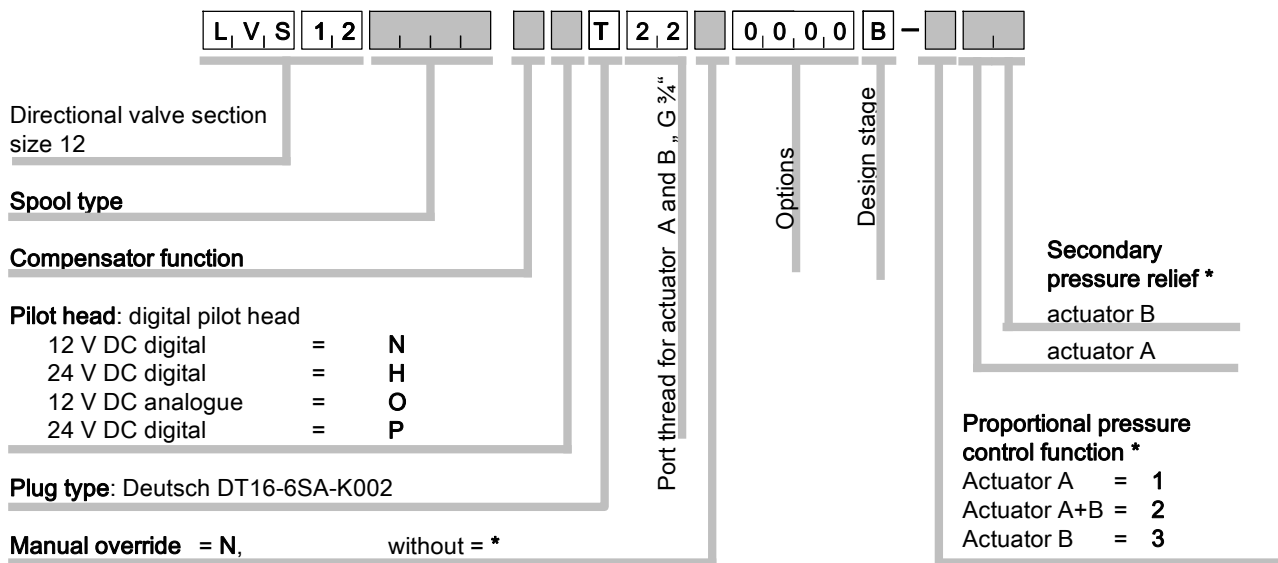 L V S 1 2 T 2 2 0 0 0 0 B –
Directional valve section
size 12
Spool type
Compensator function
Pilot head: digital pilot head
12 V DC digital = N
24 V DC digital = H
12 V DC analogue = O
24 V DC digital = P
Plug type: Deutsch DT16-6SA-K002
Manual override = N, without = *
Port thread for actuator A and B „ G ¾“
Options
Design stage
Secondary
pressure relief *
actuator B
actuator A
Proportional pressure
control function *
Actuator A = 1
Actuator A+B = 2
Actuator B = 3